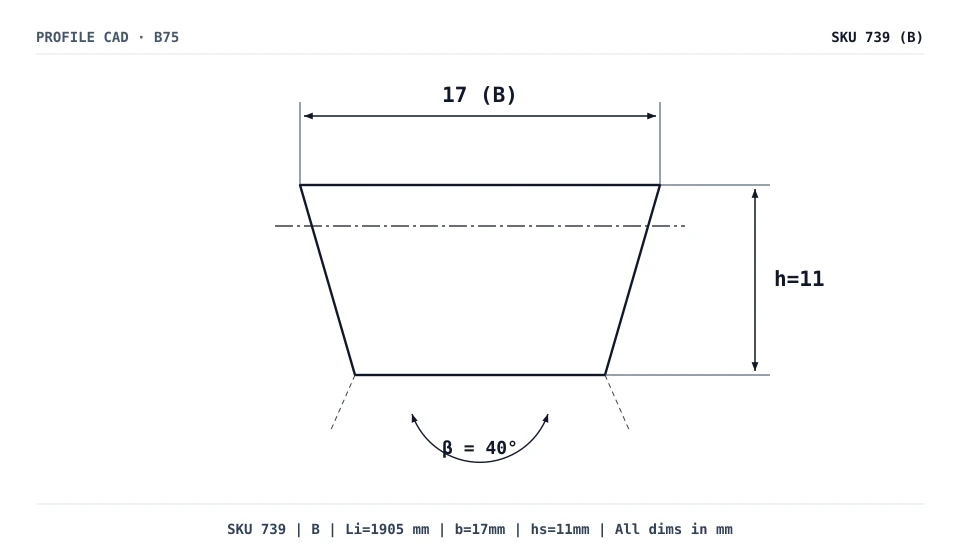 PROFILE CAD · B75
SKU 739 (B)
17 (B)
h=11
β = 40°
SKU 739 | B | Li=1905 mm | b=17mm | hs=11mm | All dims in mm